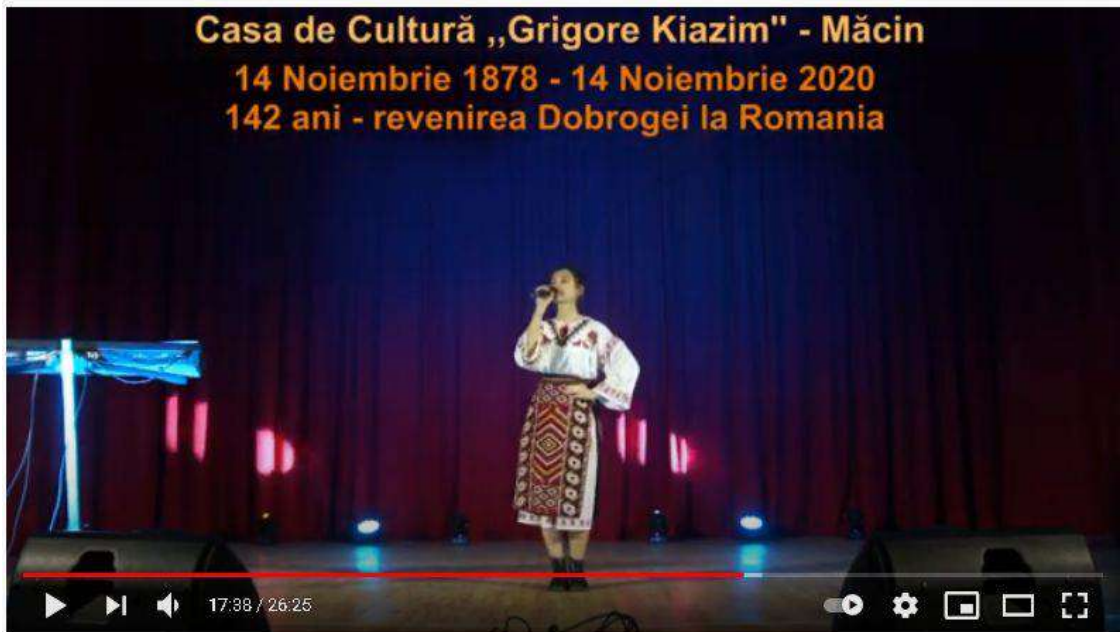 Casa de Cultură ,,Grigore Kiazim" - Măcin
14 Noiembrie 1878 - 14 Noiembrie 2020
142 ani - revenirea Dobrogei la Romania
17:38 / 26:25